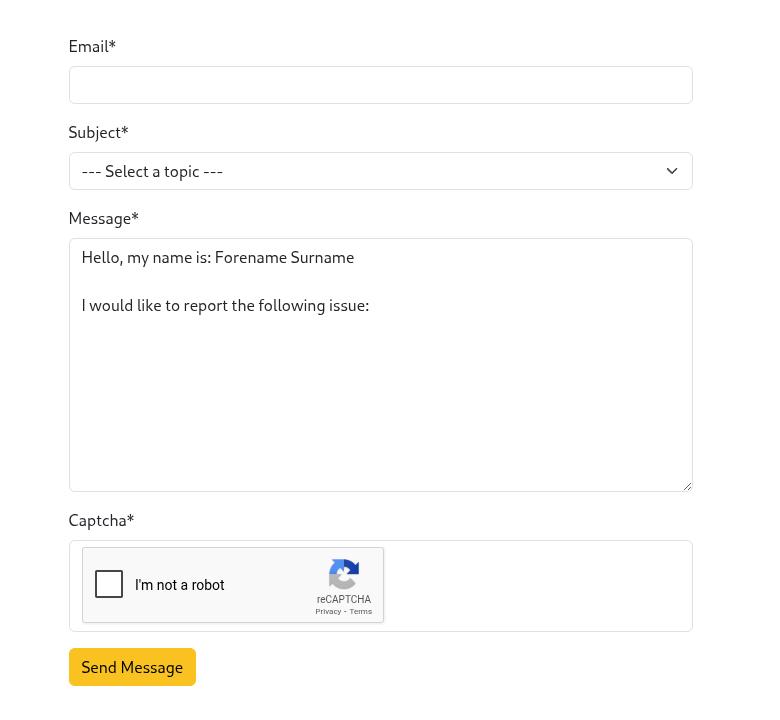 Email*
Subject*
--- Select a topic ---
Message*
Hello, my name is: Forename Surname
I would like to report the following issue:
Captcha*
I'm not a robot
reCAPTCHA
Privacy - Terms
Send Message